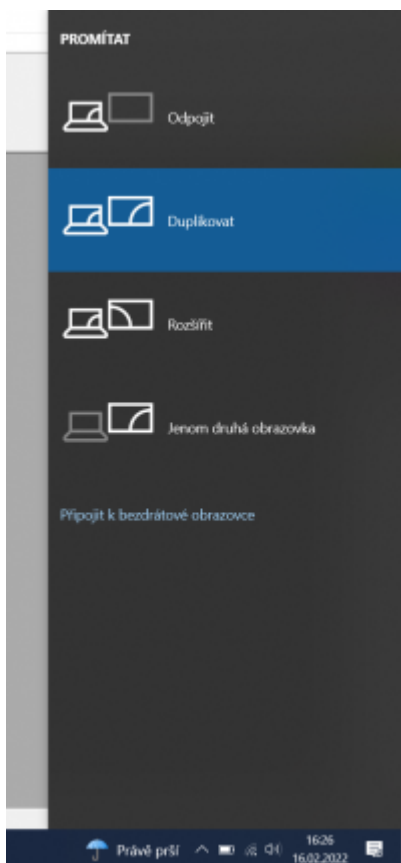 PROMÍTAT
Odpojit
Duplikovat
Rozšířit
Jenom druhá obrazovka
Připojit k bezdrátové obrazovce
Právě prší
16:26
16.02.2022